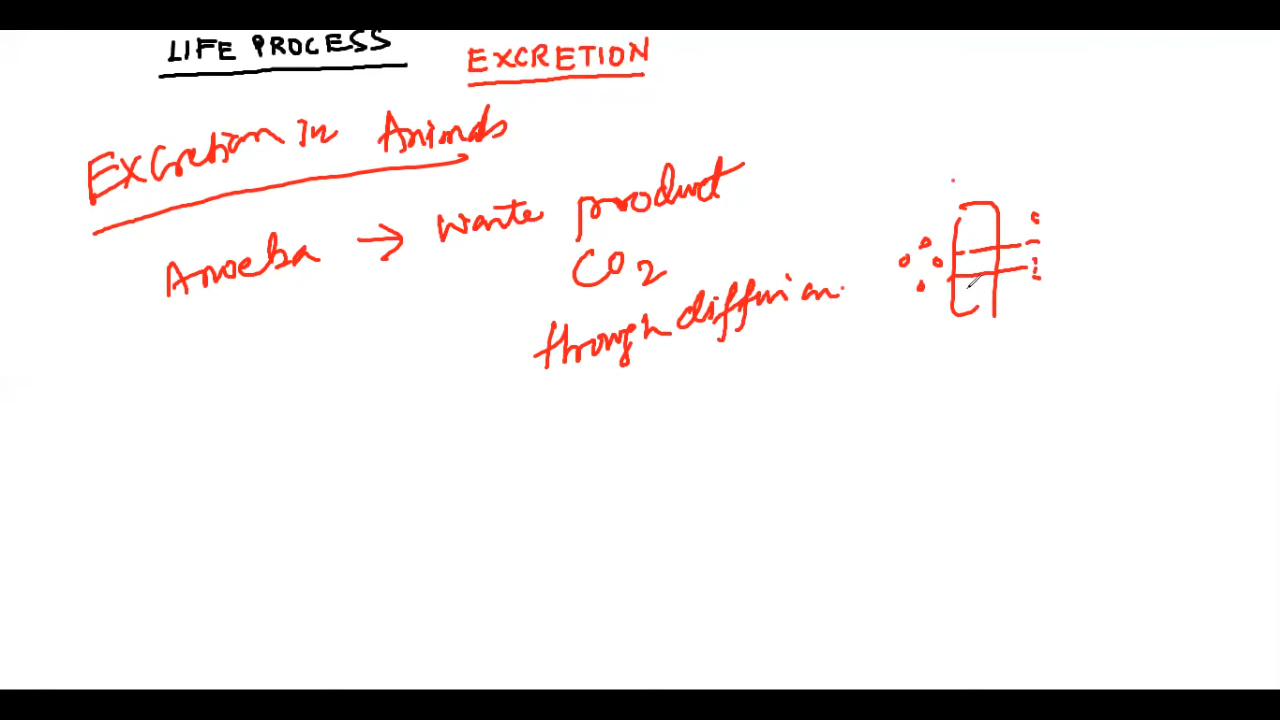 LIFE PROCESS EXCRETION
Excretion in Animals
Amoeba → Waste product
CO2
through diffusion.